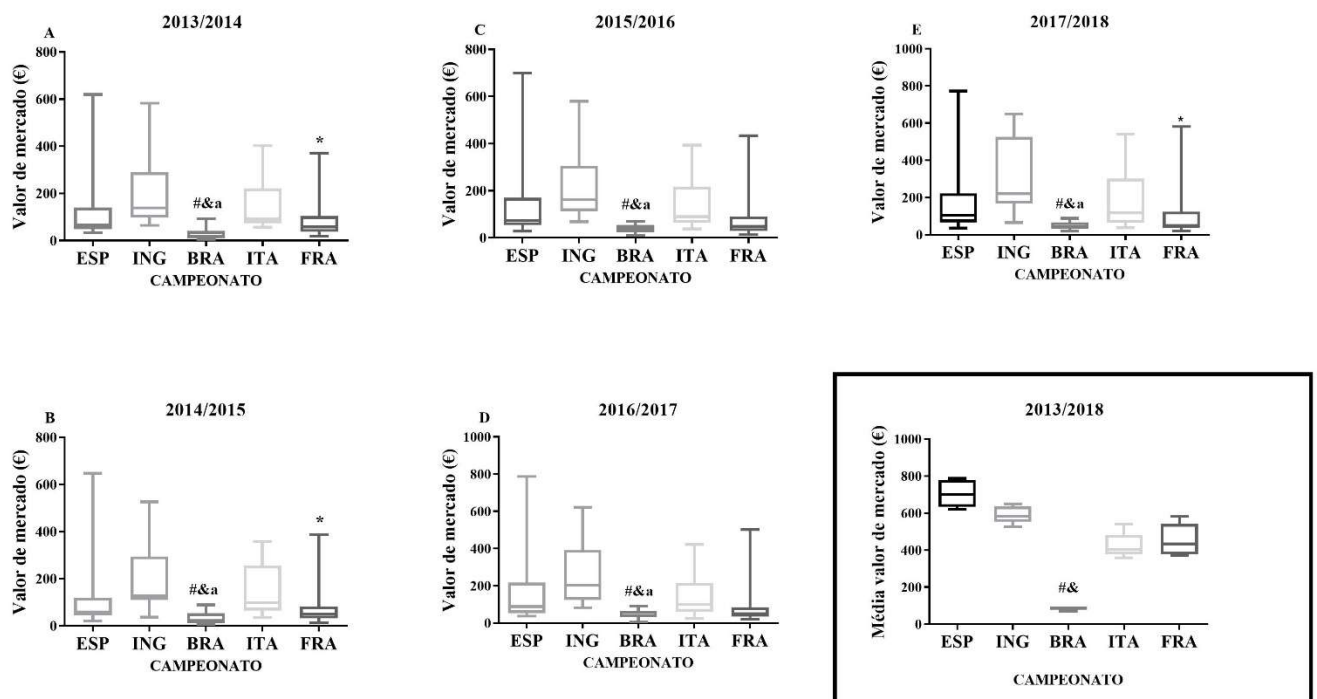 A
2013/2014
Valor de mercado (€)
800
600
400
200
0
#&a
*
ESP ING BRA ITA FRA
CAMPEONATO
C
2015/2016
Valor de mercado (€)
800
600
400
200
0
#&a
ESP ING BRA ITA FRA
CAMPEONATO
E
2017/2018
Valor de mercado (€)
1000
800
600
400
200
0
#&a
*
ESP ING BRA ITA FRA
CAMPEONATO
B
2014/2015
Valor de mercado (€)
800
600
400
200
0
#&a
*
ESP ING BRA ITA FRA
CAMPEONATO
D
2016/2017
Valor de mercado (€)
1000
800
600
400
200
0
#&a
ESP ING BRA ITA FRA
CAMPEONATO
2013/2018
Média valor de mercado (€)
1000
800
600
400
200
0
#&
ESP ING BRA ITA FRA
CAMPEONATO